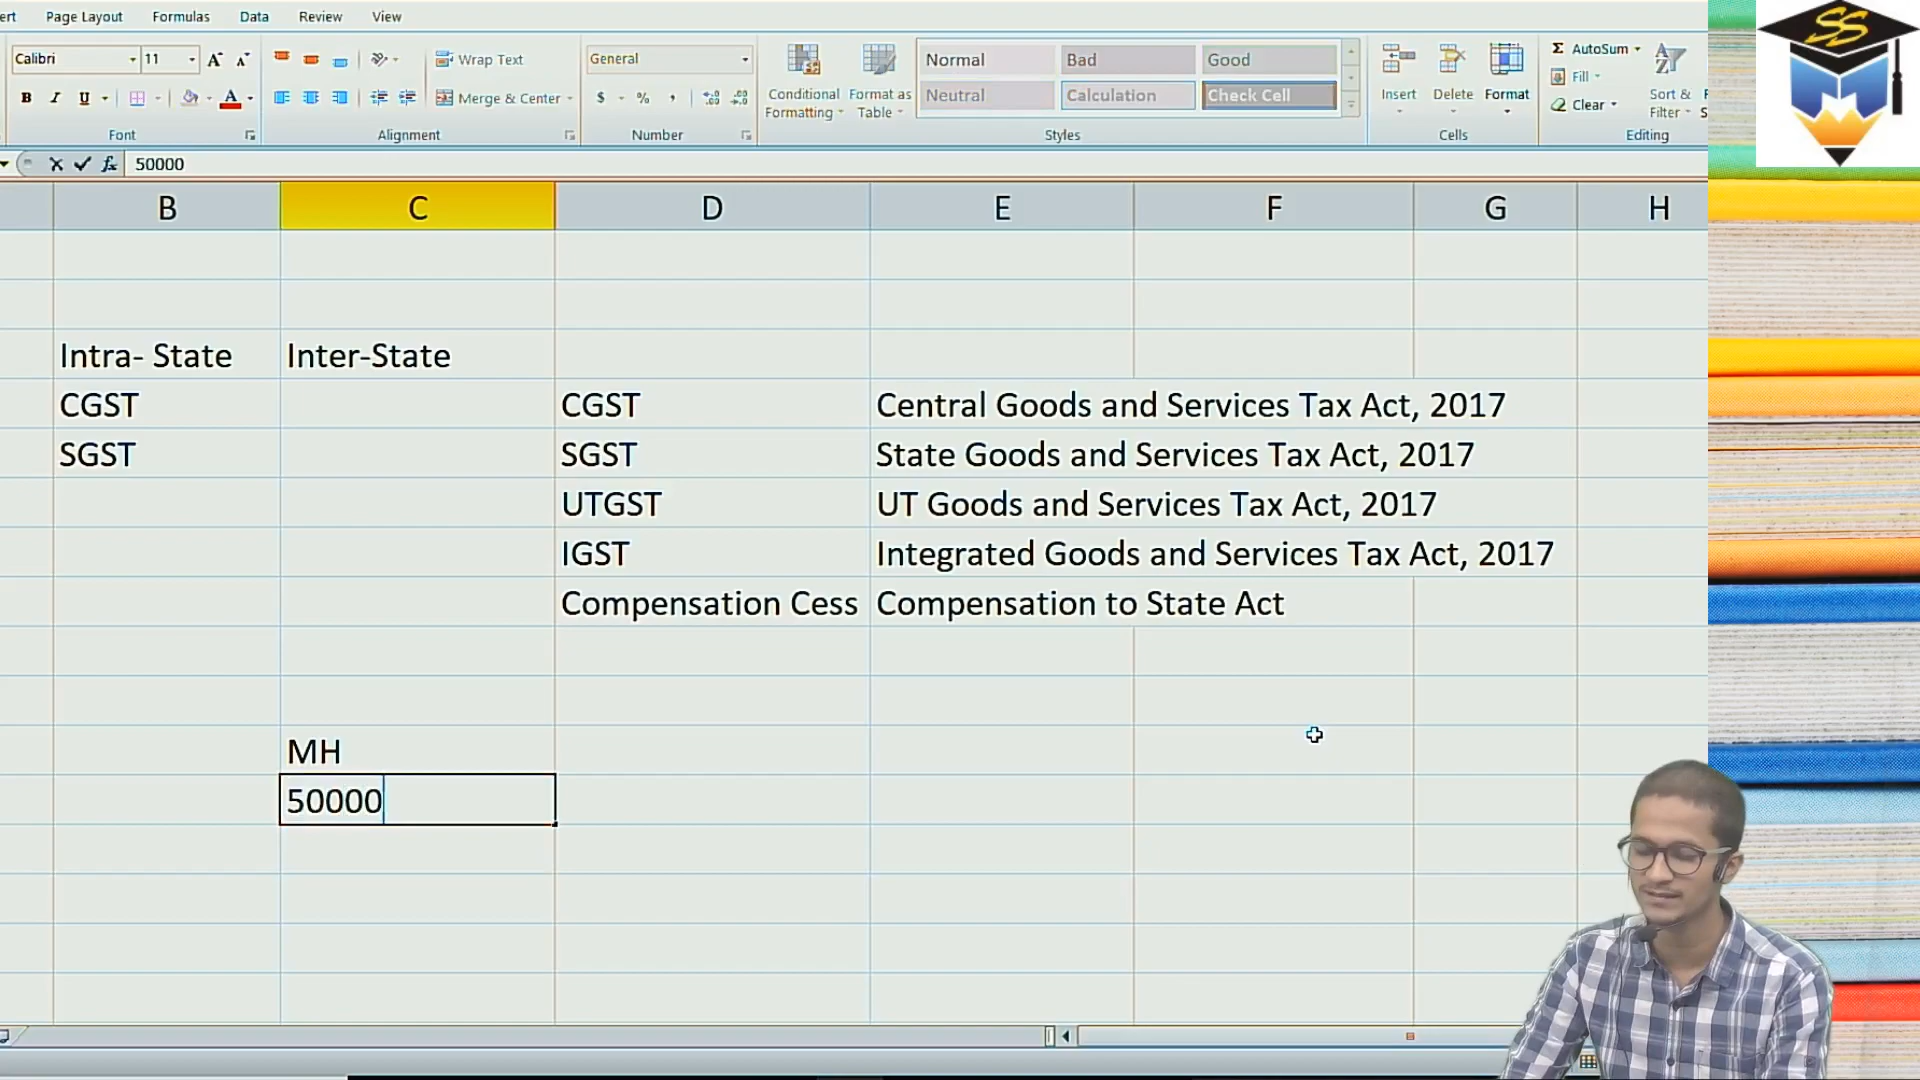 ert Page Layout Formulas Data Review View
Calibri 11 A A Wrap Text General Normal Bad Good Σ AutoSum
B I U A Merge & Center $ % , Conditional Formatting Format as Table Neutral Calculation Check Cell Insert Delete Format Fill Clear Sort & Filter
Font Alignment Number Styles Cells Editing
fx 50000
B C D E F G H
Intra- State Inter-State
CGST CGST Central Goods and Services Tax Act, 2017
SGST SGST State Goods and Services Tax Act, 2017
UTGST UT Goods and Services Tax Act, 2017
IGST Integrated Goods and Services Tax Act, 2017
Compensation Cess Compensation to State Act
MH
50000
SS